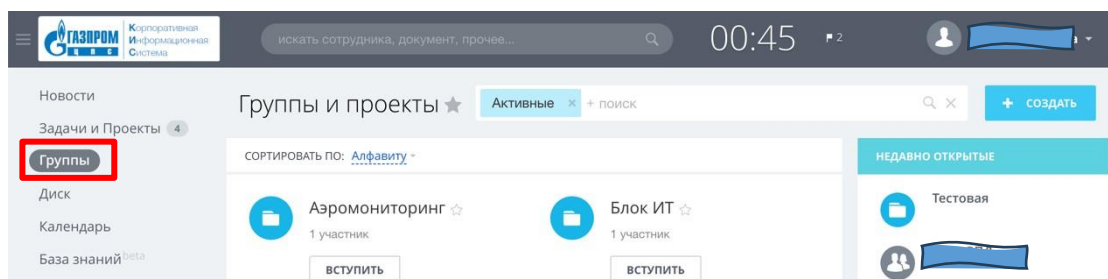 ГАЗПРОМ
ЦПС
Корпоративная
Информационная
Система
искать сотрудника, документ, прочее...
00:45
2
Новости
Задачи и Проекты 4
Группы
Диск
Календарь
База знаний beta
Группы и проекты
Активные × + поиск
+ СОЗДАТЬ
СОРТИРОВАТЬ ПО: Алфавиту
Аэромониторинг
1 участник
ВСТУПИТЬ
Блок ИТ
1 участник
ВСТУПИТЬ
НЕДАВНО ОТКРЫТЫЕ
Тестовая